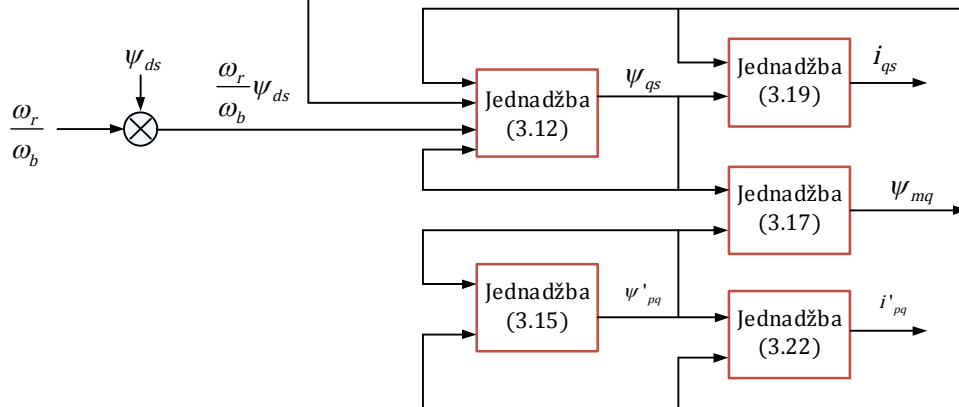 ψds
ωr
ωb
ωr
ωb
ψds
Jednadžba
(3.12)
ψqs
Jednadžba
(3.19)
iqs
Jednadžba
(3.17)
ψmq
Jednadžba
(3.15)
ψ'pq
Jednadžba
(3.22)
i'pq